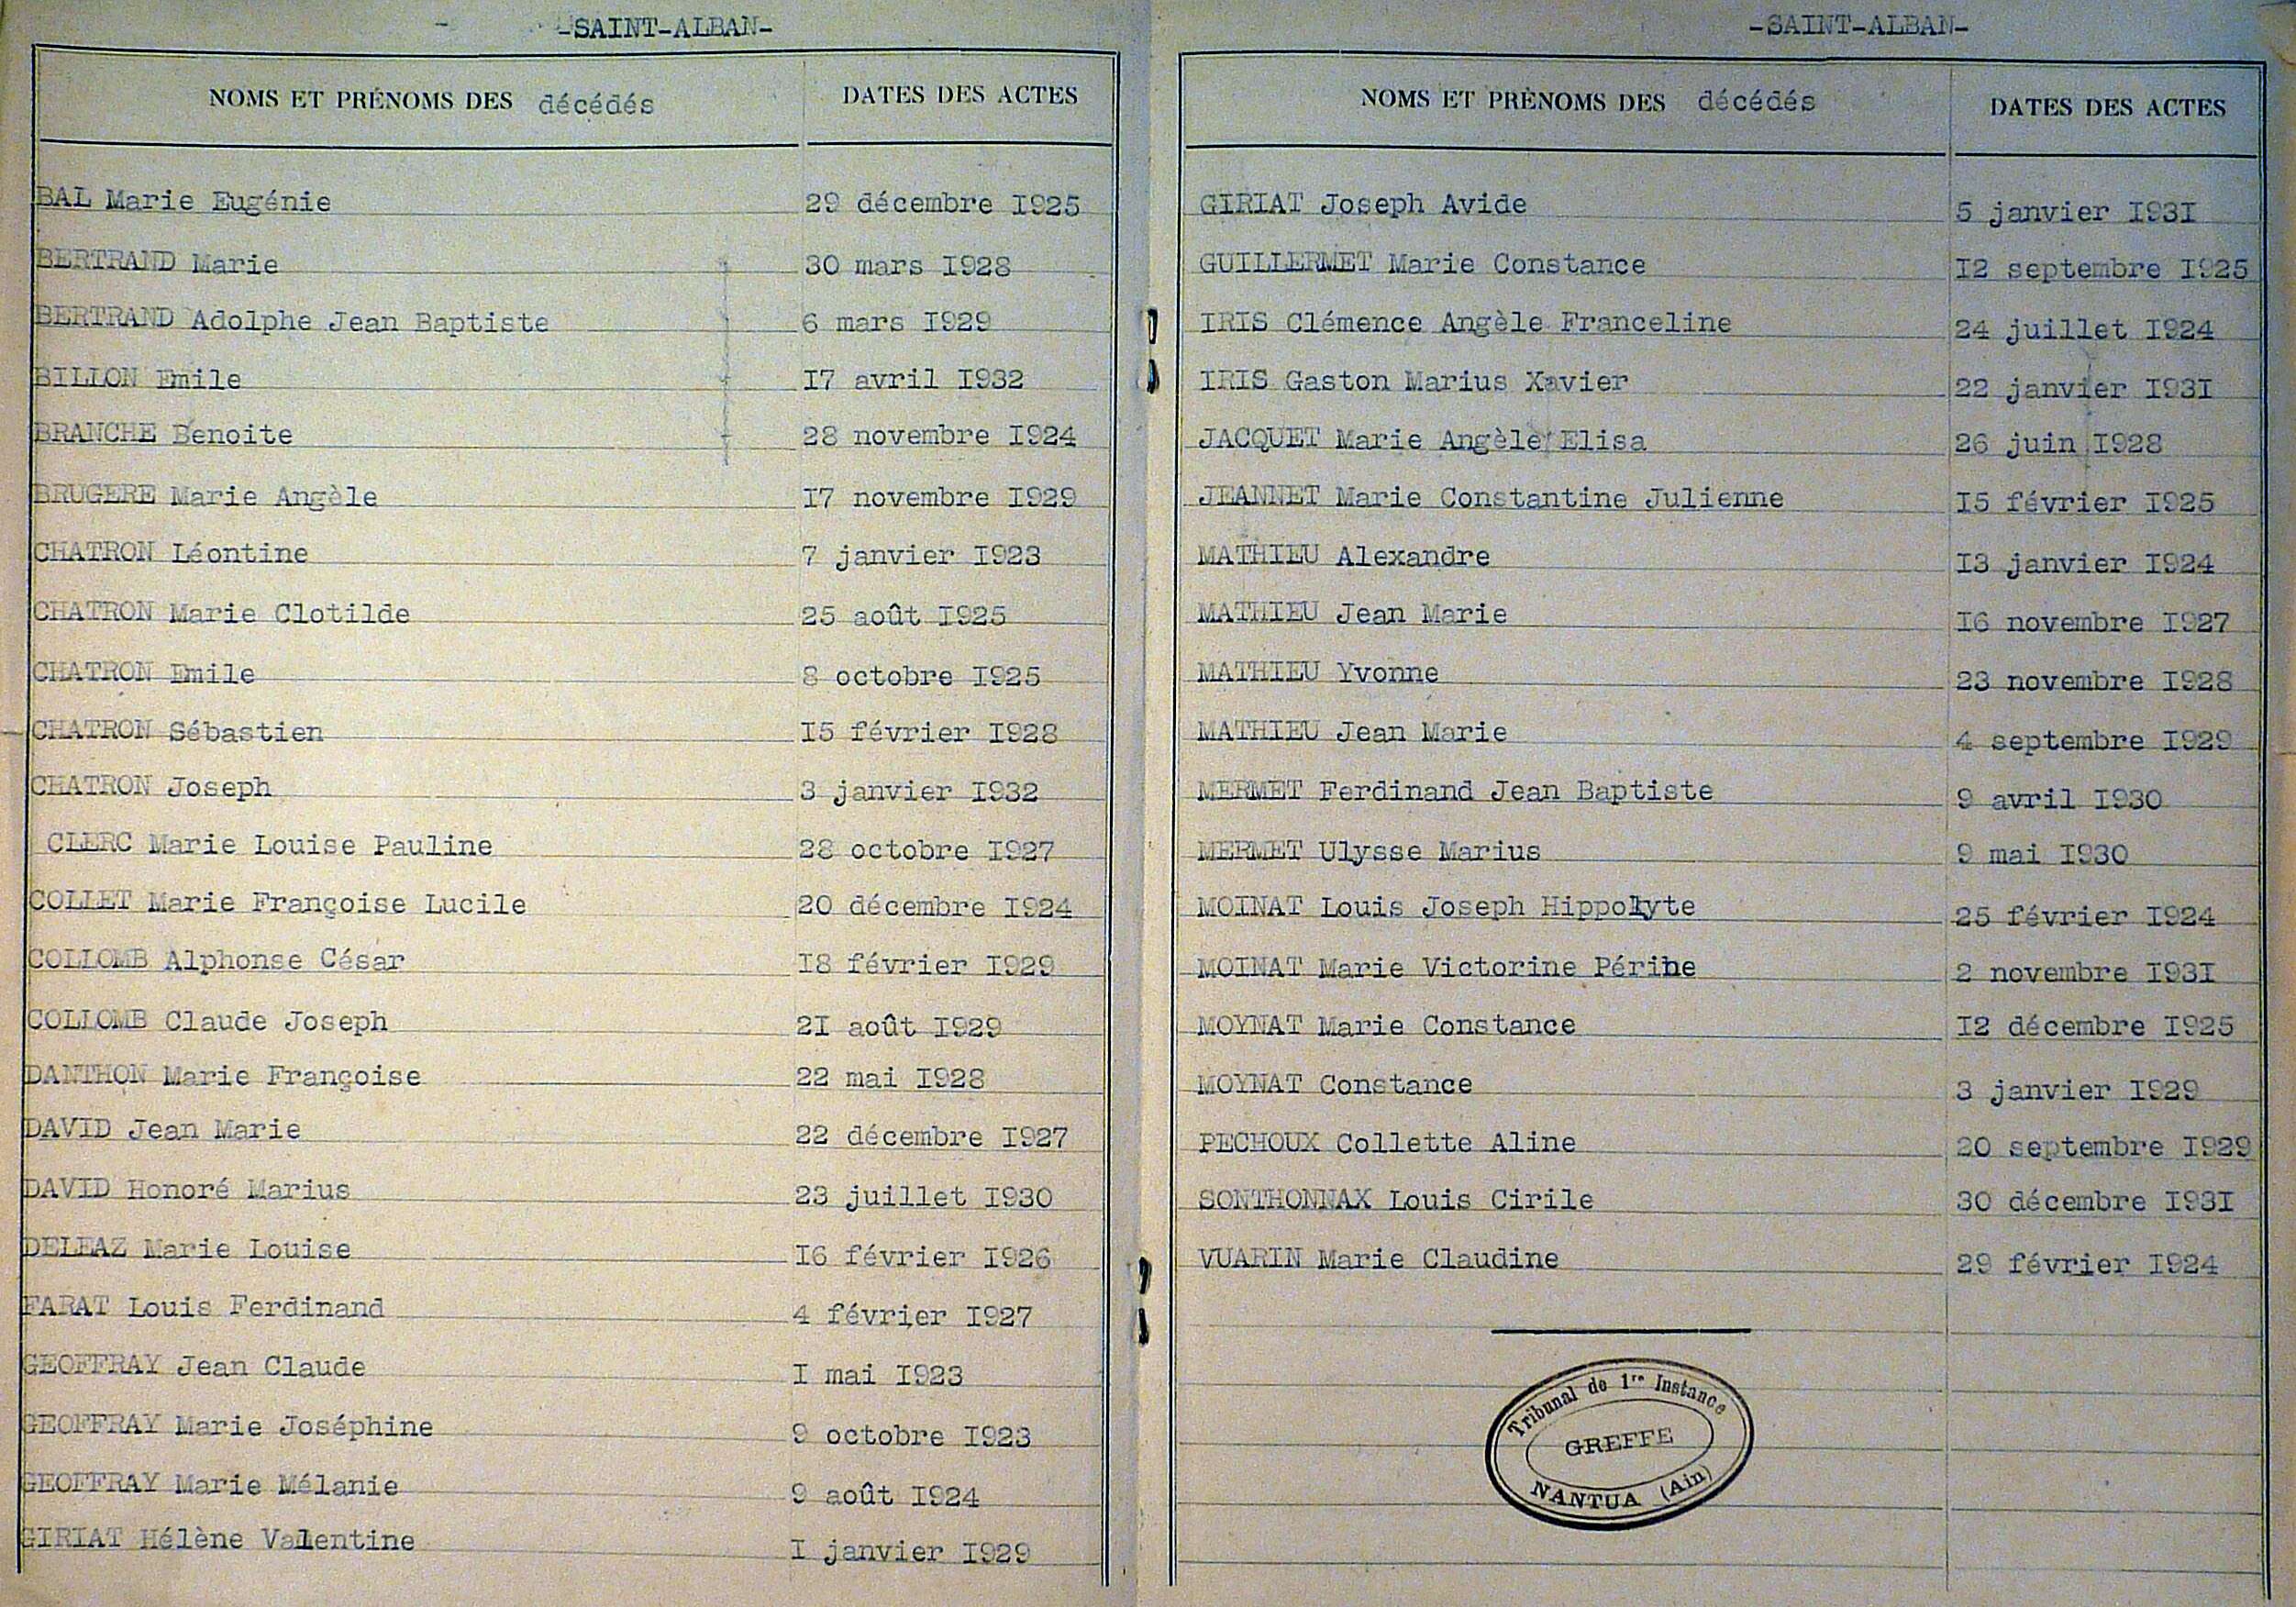 -SAINT-ALBAN-
NOMS ET PRÉNOMS DES décédés DATES DES ACTES
BAL Marie Eugénie 29 décembre I925
BERTRAND Marie 30 mars I928
BERTRAND Adolphe Jean Baptiste 6 mars I929
BILLON Emile I7 avril I932
BRANCHE Benoite 28 novembre I924
BRUGERE Marie Angèle I7 novembre I929
CHATRON Léontine 7 janvier I923
CHATRON Marie Clotilde 25 août I925
CHATRON Emile 8 octobre I925
CHATRON Sébastien I5 février I928
CHATRON Joseph 3 janvier I932
CLERC Marie Louise Pauline 28 octobre I927
COLLET Marie Françoise Lucile 20 décembre I924
COLLOMB Alphonse César I8 février I929
COLLOMB Claude Joseph 2I août I929
DANTHON Marie Françoise 22 mai I928
DAVID Jean Marie 22 décembre I927
DAVID Honoré Marius 23 juillet I930
DELEAZ Marie Louise I6 février I926
FARAT Louis Ferdinand 4 février I927
GEOFFRAY Jean Claude I mai I923
GEOFFRAY Marie Joséphine 9 octobre I923
GEOFFRAY Marie Mélanie 9 août I924
GIRIAT Hélène Valentine I janvier I929
-SAINT-ALBAN-
NOMS ET PRÉNOMS DES décédés DATES DES ACTES
GIRIAT Joseph Avide 5 janvier I93I
GUILLERMET Marie Constance I2 septembre I925
IRIS Clémence Angèle Franceline 24 juillet I924
IRIS Gaston Marius Xavier 22 janvier I93I
JACQUET Marie Angèle Elisa 26 juin I928
JEANNET Marie Constantine Julienne I5 février I925
MATHIEU Alexandre I3 janvier I924
MATHIEU Jean Marie I6 novembre I927
MATHIEU Yvonne 23 novembre I928
MATHIEU Jean Marie 4 septembre I929
MERMET Ferdinand Jean Baptiste 9 avril I930
MERMET Ulysse Marius 9 mai I930
MOINAT Louis Joseph Hippolyte 25 février I924
MOINAT Marie Victorine Périne 2 novembre I93I
MOYNAT Marie Constance I2 décembre I925
MOYNAT Constance 3 janvier I929
PECHOUX Collette Aline 20 septembre I929
SONTHONNAX Louis Cirile 30 décembre I93I
VUARIN Marie Claudine 29 février I924
Tribunal de 1re Instance
GREFFE
NANTUA (Ain)